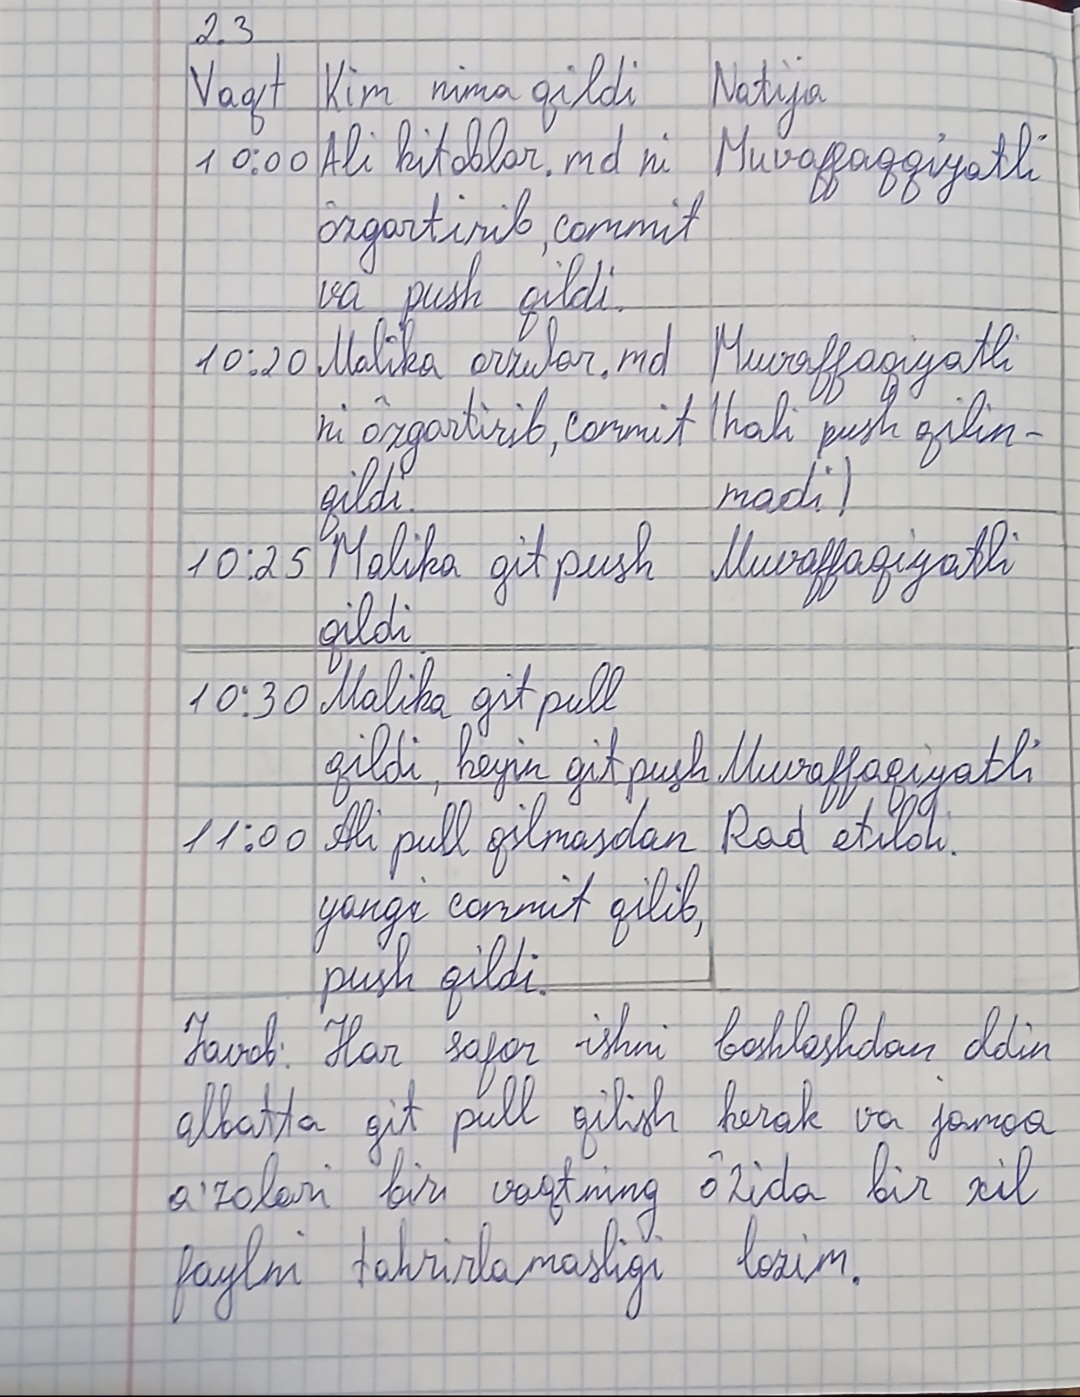 2.3
Vaqt Kim nima qildi Natija
10:00 Ali kitoblar.md ni Muvaffaqqiyatli
o'zgartirib, commit
va push qildi.
10:20 Malika orzular.md Muvaffaqiyatli
ni o'zgartirib, commit (hali push qilin-
qildi. madi)
10:25 Malika git push Muvaffaqiyatli
qildi
10:30 Malika git pull
qildi, keyin git push Muvaffaqiyatli
11:00 Ali pull qilmasdan Rad etildi.
yangi commit qilib,
push qildi.
Javob: Har safar ishni boshlashdan oldin
albatta git pull qilish kerak va jamoa
a'zolari bir vaqtning o'zida bir xil
faylni tahrirlamasligi lozim.